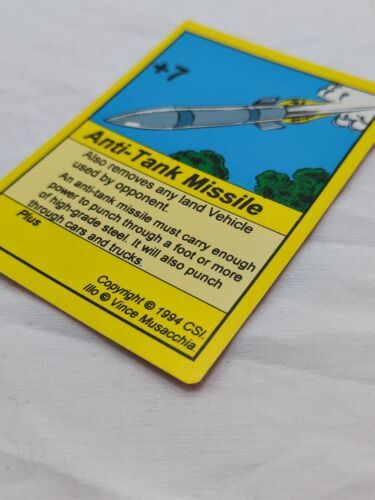 +7
Anti-Tank Missile
Also removes any land Vehicle
used by opponent.
An anti-tank missile must carry enough
power to punch through a foot or more
of high-grade steel. It will also punch
through cars and trucks.
Plus
Copyright © 1994 CSI.
Illo © Vince Musacchia